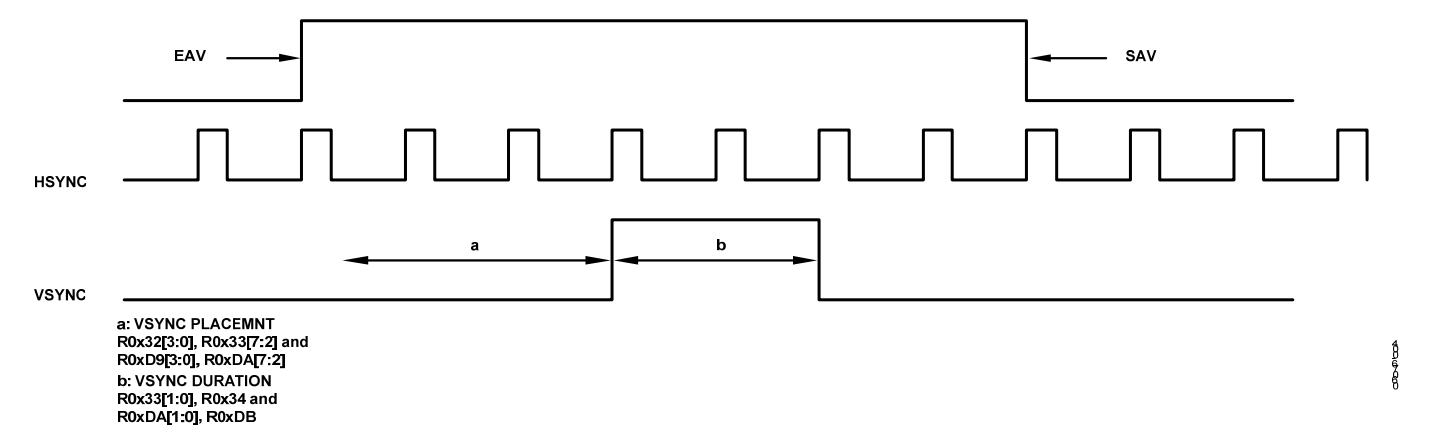 EAV
SAV
HSYNC
a
b
VSYNC
a: VSYNC PLACEMNT
R0x32[3:0], R0x33[7:2] and
R0xD9[3:0], R0xDA[7:2]
b: VSYNC DURATION
R0x33[1:0], R0x34 and
R0xDA[1:0], R0xDB